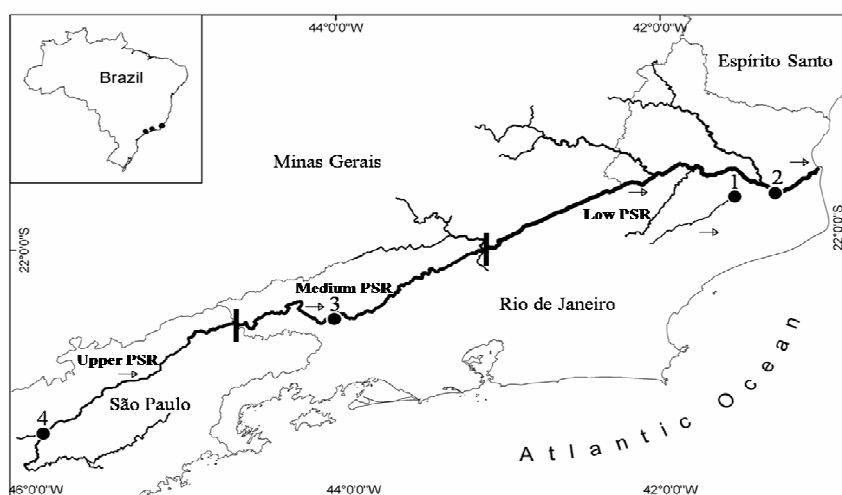 44°0'0"W
42°0'0"W
Brazil
Espírito Santo
Minas Gerais
1
2
Low PSR
22°0'0"S
22°0'0"S
Medium PSR
3
Rio de Janeiro
Upper PSR
São Paulo
4
Atlantic Ocean
46°0'0"W
44°0'0"W
42°0'0"W